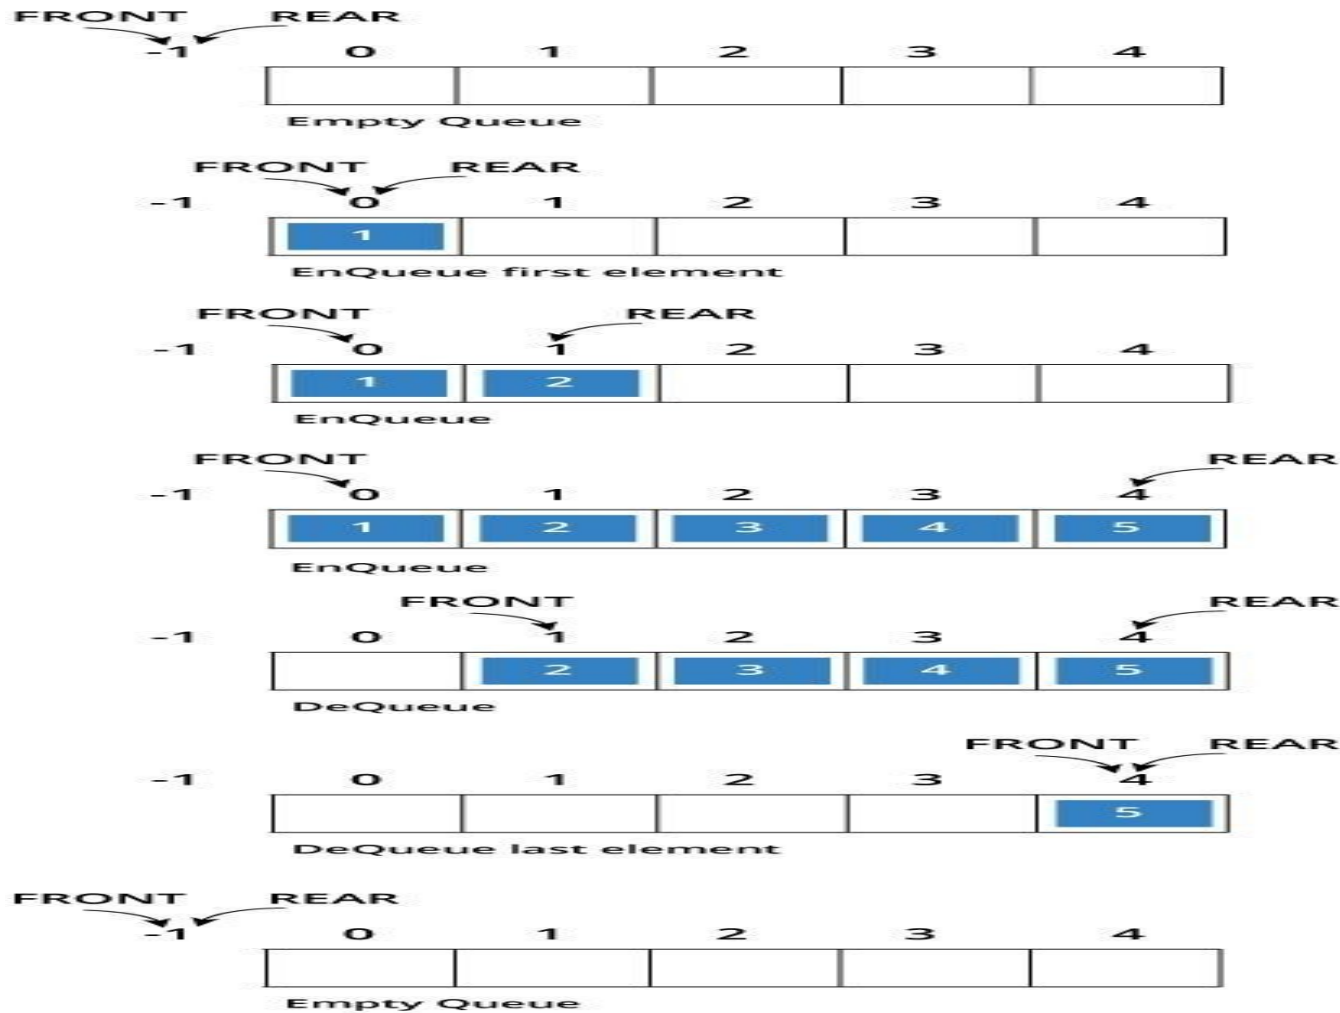 FRONT REAR
-1 0 1 2 3 4
Empty Queue
FRONT REAR
-1 0 1 2 3 4
1
EnQueue first element
FRONT REAR
-1 0 1 2 3 4
1 2
EnQueue
FRONT REAR
-1 0 1 2 3 4
1 2 3 4 5
EnQueue
FRONT REAR
-1 0 1 2 3 4
2 3 4 5
DeQueue
FRONT REAR
-1 0 1 2 3 4
5
DeQueue last element
FRONT REAR
-1 0 1 2 3 4
Empty Queue